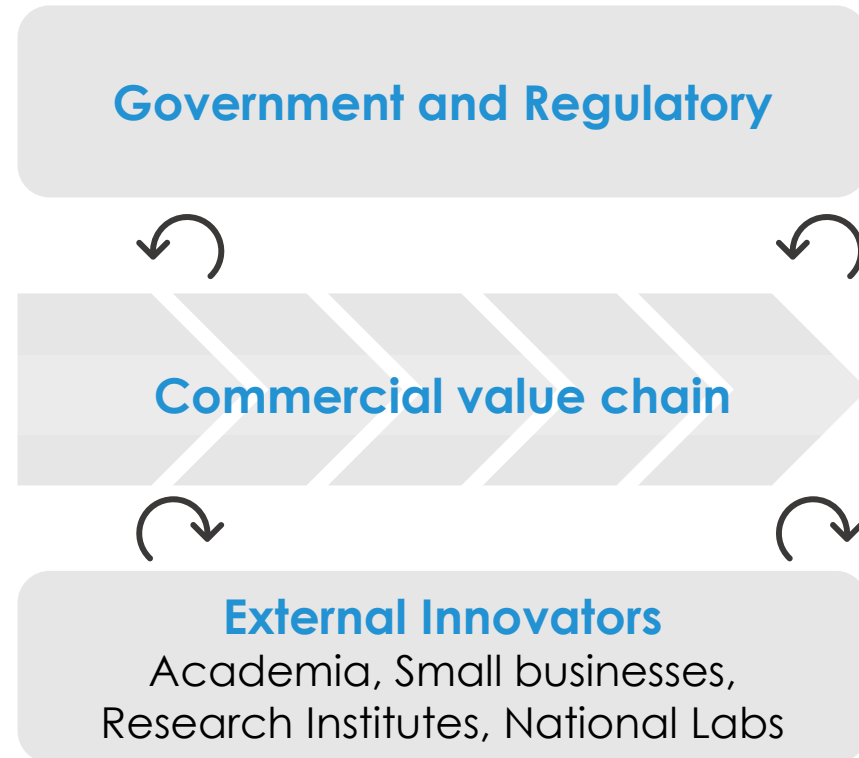 Government and Regulatory
Commercial value chain
External Innovators
Academia, Small businesses,
Research Institutes, National Labs